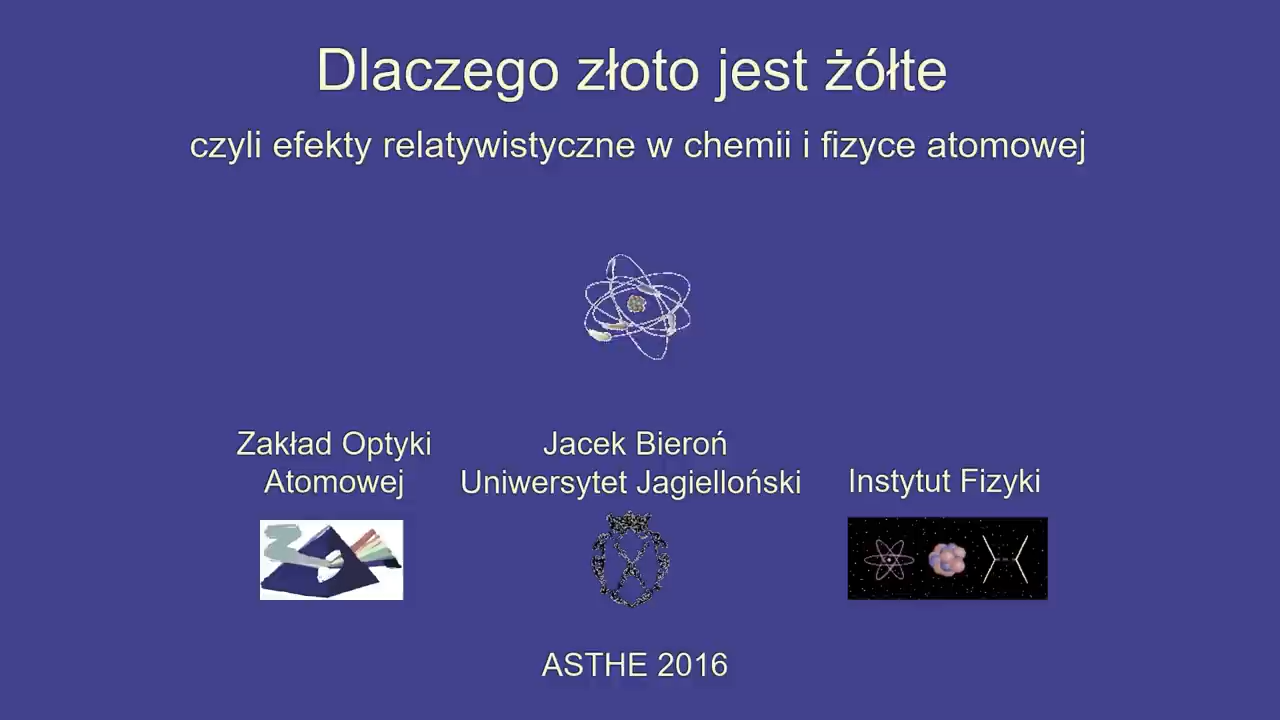 Dlaczego złoto jest żółte
czyli efekty relatywistyczne w chemii i fizyce atomowej
Zakład Optyki
Atomowej
Jacek Bieroń
Uniwersytet Jagielloński
Instytut Fizyki
ASTHE 2016